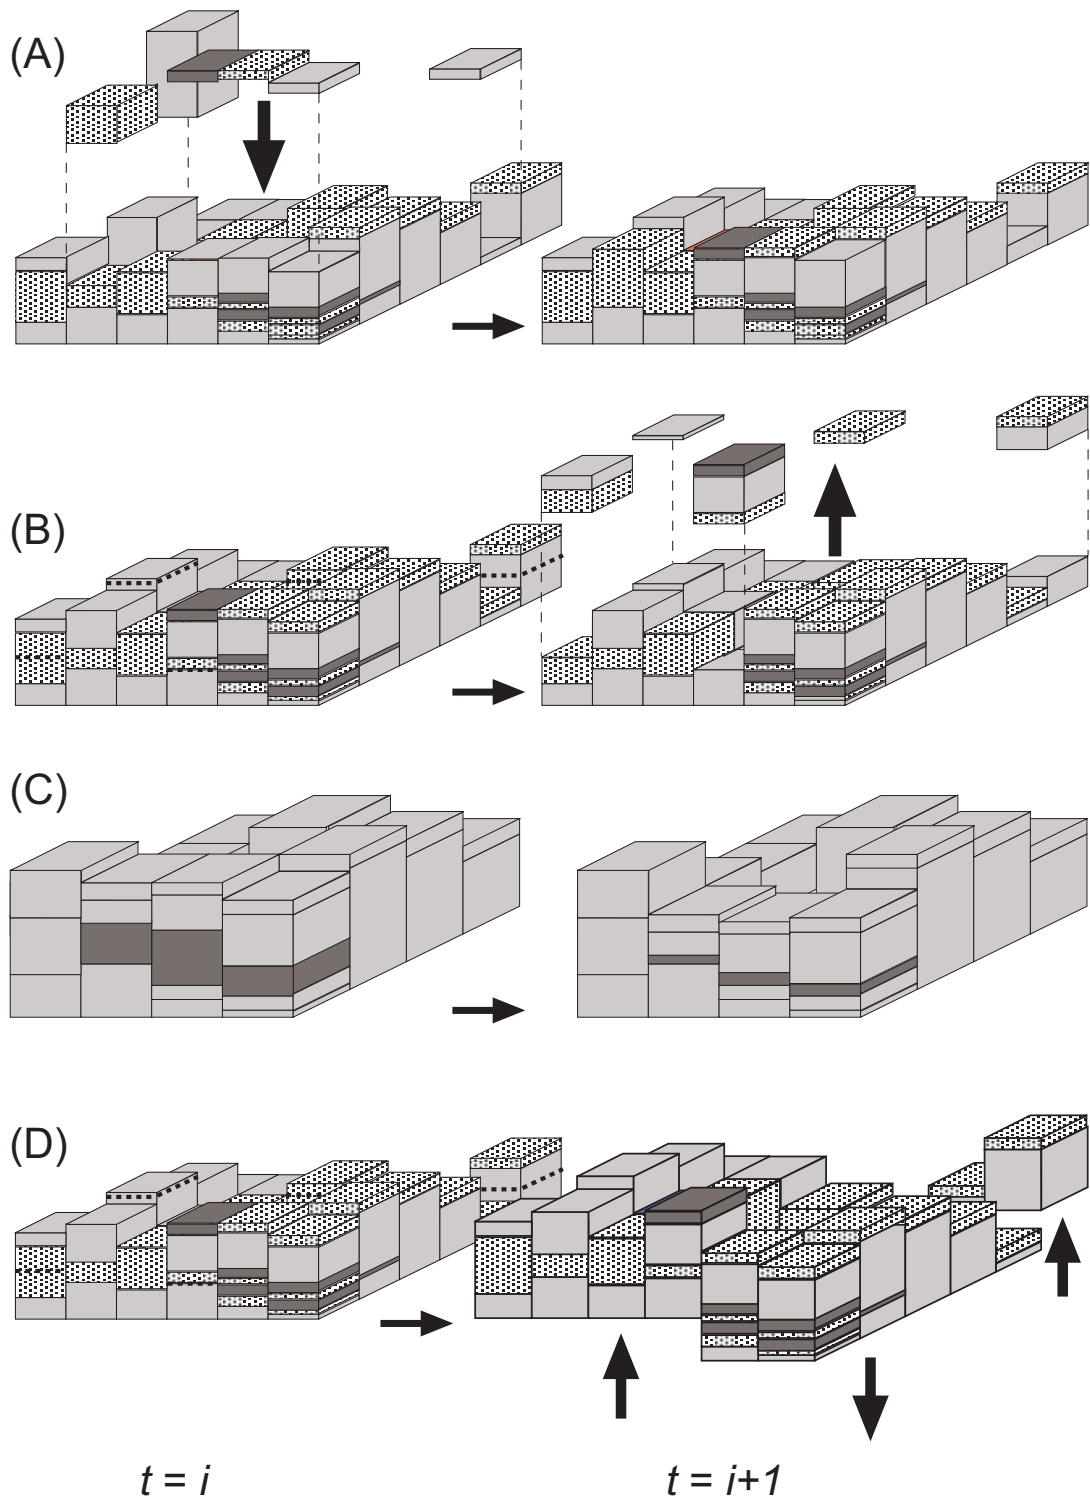 (A)
(B)
(C)
(D)
t = i t = i+1